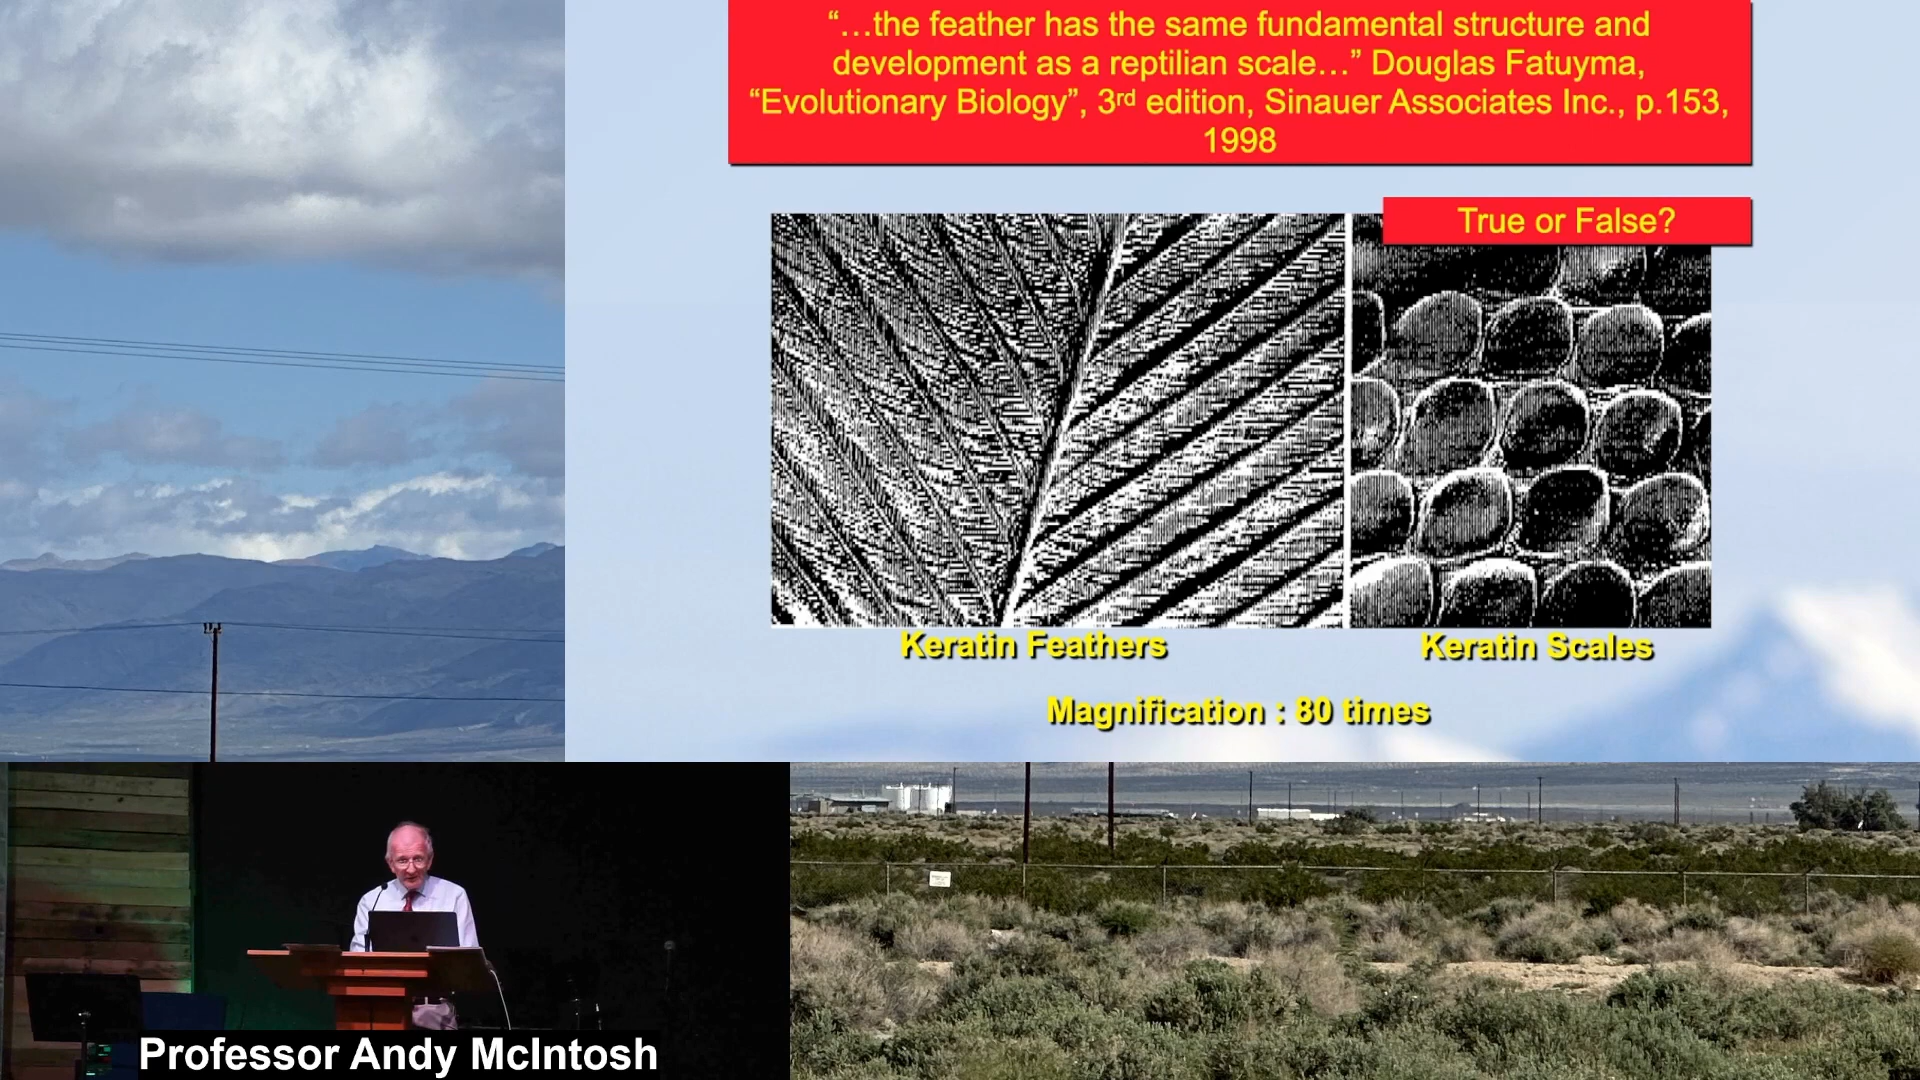 “…the feather has the same fundamental structure and
development as a reptilian scale…” Douglas Fatuyma,
“Evolutionary Biology”, 3rd edition, Sinauer Associates Inc., p.153,
1998
True or False?
Keratin Feathers
Keratin Scales
Magnification : 80 times
Professor Andy McIntosh